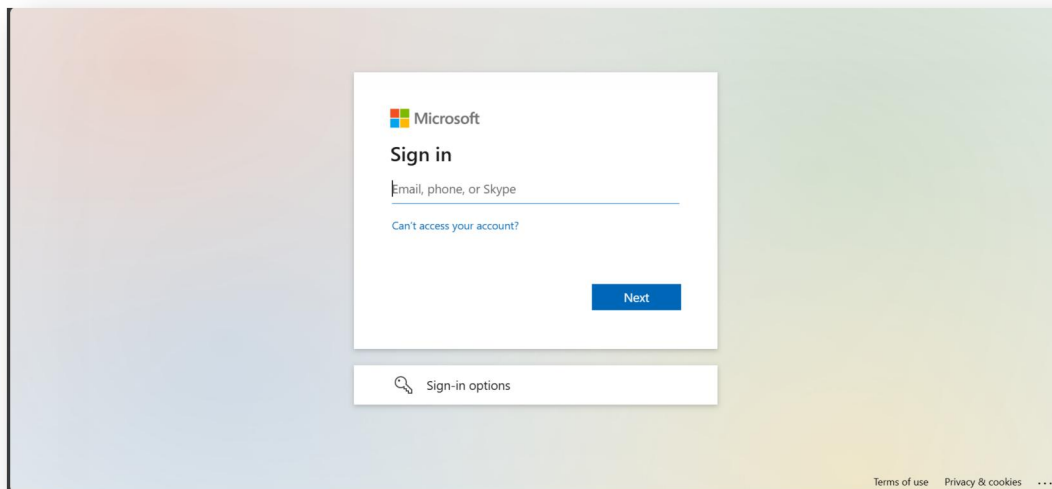 Microsoft
Sign in
Email, phone, or Skype
Can't access your account?
Next
Sign-in options
Terms of use Privacy & cookies ...